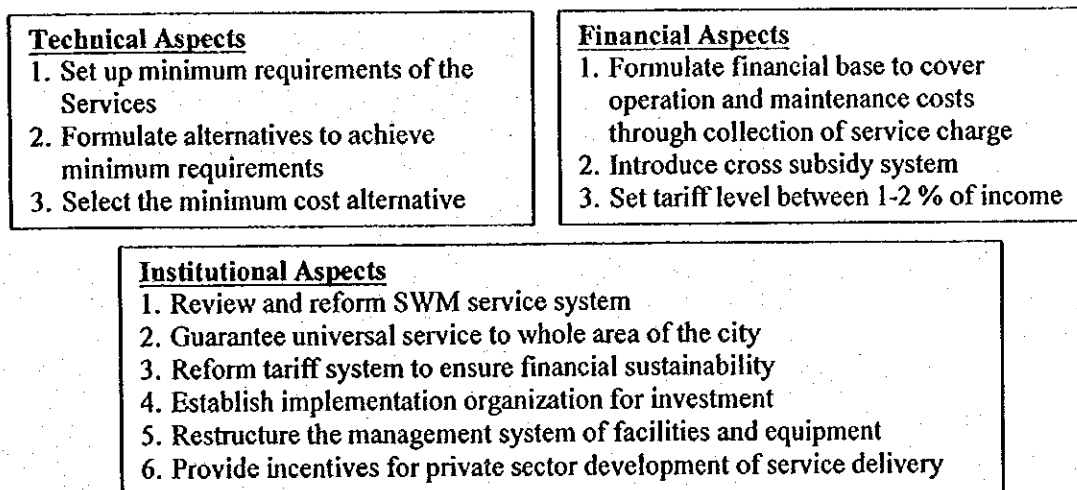 Technical Aspects
1. Set up minimum requirements of the
Services
2. Formulate alternatives to achieve
minimum requirements
3. Select the minimum cost alternative
Financial Aspects
1. Formulate financial base to cover
operation and maintenance costs
through collection of service charge
2. Introduce cross subsidy system
3. Set tariff level between 1-2 % of income
Institutional Aspects
1. Review and reform SWM service system
2. Guarantee universal service to whole area of the city
3. Reform tariff system to ensure financial sustainability
4. Establish implementation organization for investment
5. Restructure the management system of facilities and equipment
6. Provide incentives for private sector development of service delivery